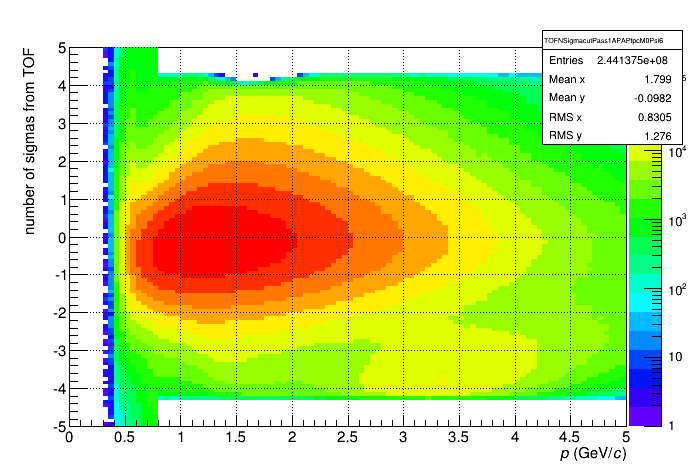 TOFNSigmacutPass1APAPtpcM0Psi6
Entries 2.441375e+08
Mean x 1.799
Mean y -0.0982
RMS x 0.8305
RMS y 1.276
number of sigmas from TOF
5
4
3
2
1
0
-1
-2
-3
-4
-5
0 0.5 1 1.5 2 2.5 3 3.5 4 4.5 5
p (GeV/c)
5
10⁴
10³
10²
10
1